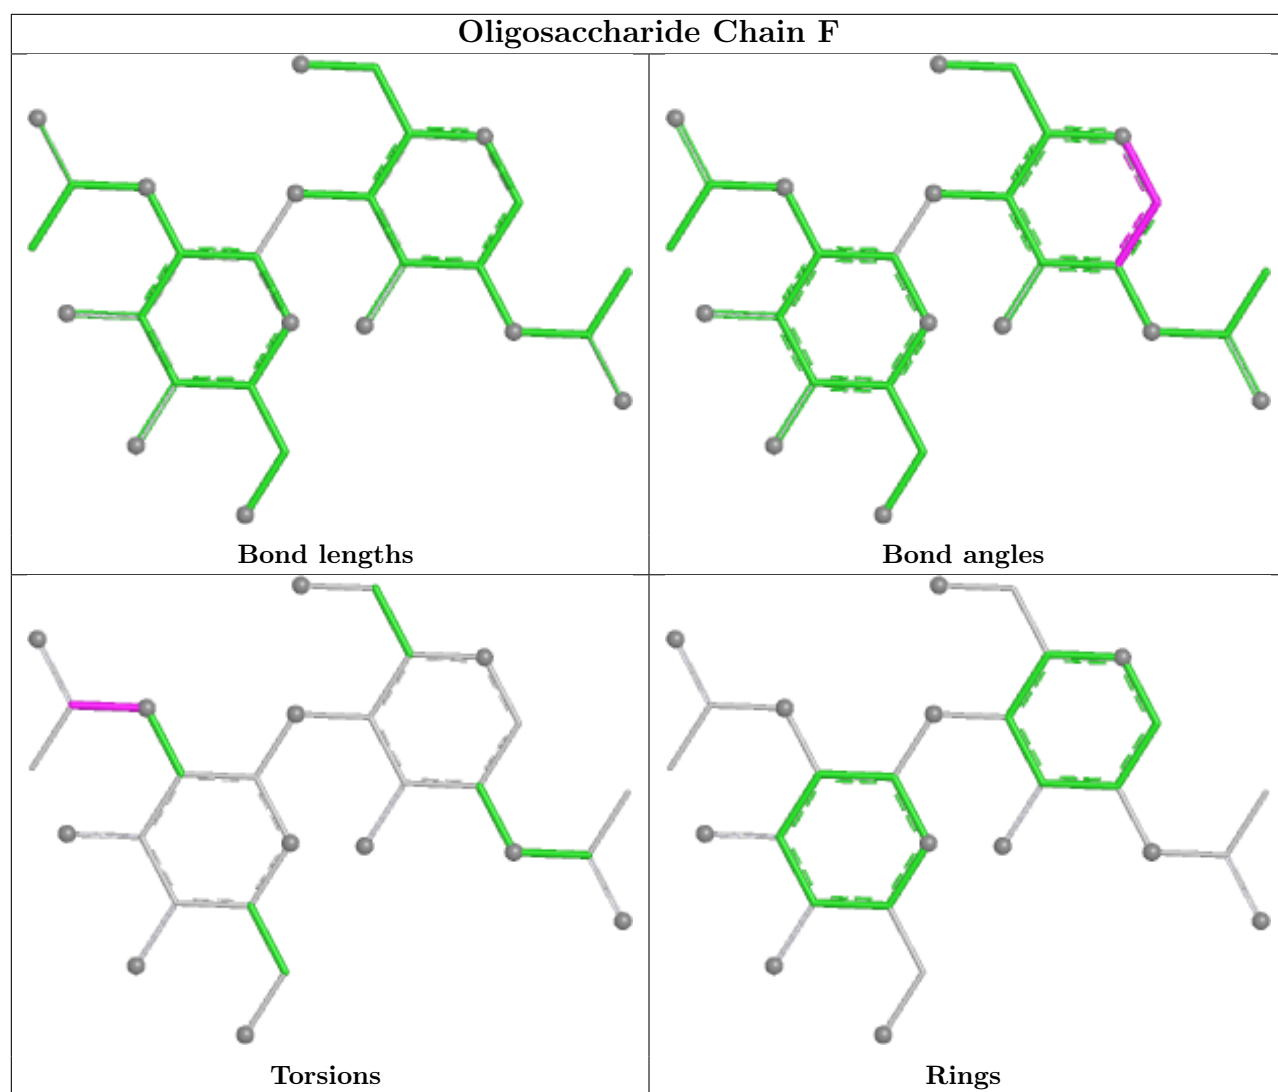 Oligosaccharide Chain F
Bond lengths
Bond angles
Torsions
Rings